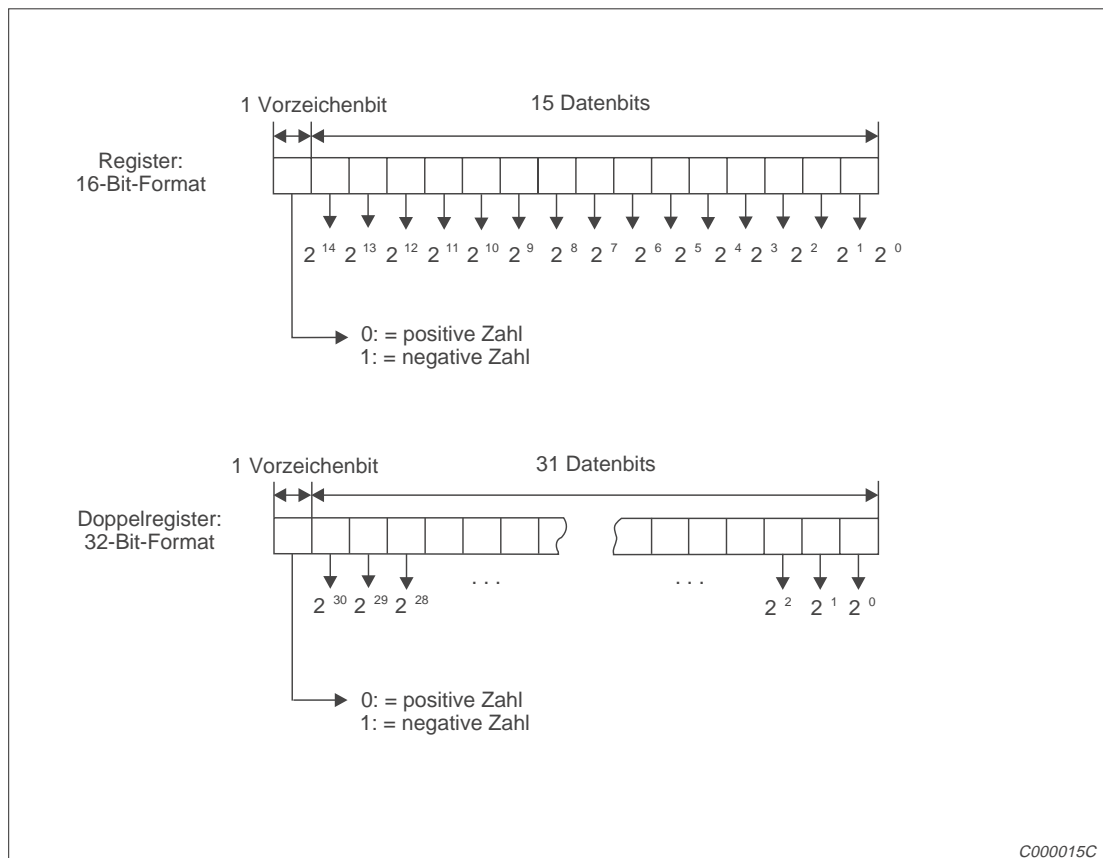 1 Vorzeichenbit 15 Datenbits
Register:
16-Bit-Format
2 14 2 13 2 12 2 11 2 10 2 9 2 8 2 7 2 6 2 5 2 4 2 3 2 2 2 1 2 0
0: = positive Zahl
1: = negative Zahl
1 Vorzeichenbit 31 Datenbits
Doppelregister:
32-Bit-Format
. . . . . .
2 30 2 29 2 28 2 2 2 1 2 0
0: = positive Zahl
1: = negative Zahl
C000015C